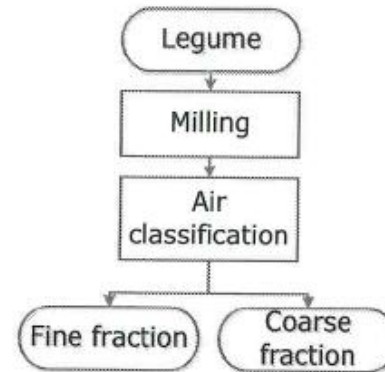 Legume
Milling
Air
classification
Fine fraction
Coarse
fraction